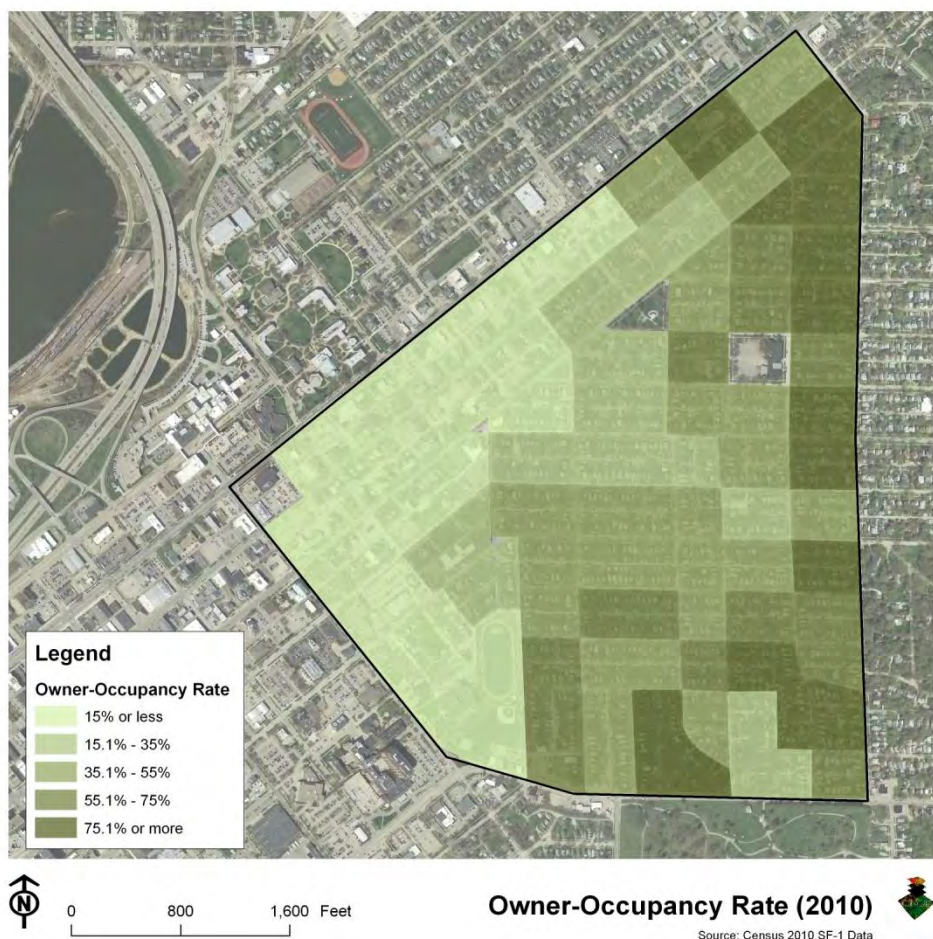 Legend
Owner-Occupancy Rate
15% or less
15.1% - 35%
35.1% - 55%
55.1% - 75%
75.1% or more
N
0 800 1,600 Feet
Owner-Occupancy Rate (2010)
Source: Census 2010 SF-1 Data